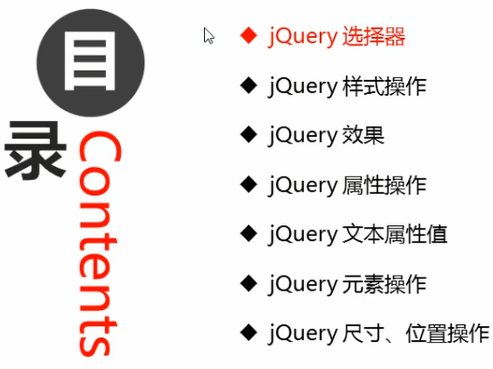 目录
Contents
jQuery 选择器
jQuery 样式操作
jQuery 效果
jQuery 属性操作
jQuery 文本属性值
jQuery 元素操作
jQuery 尺寸、位置操作